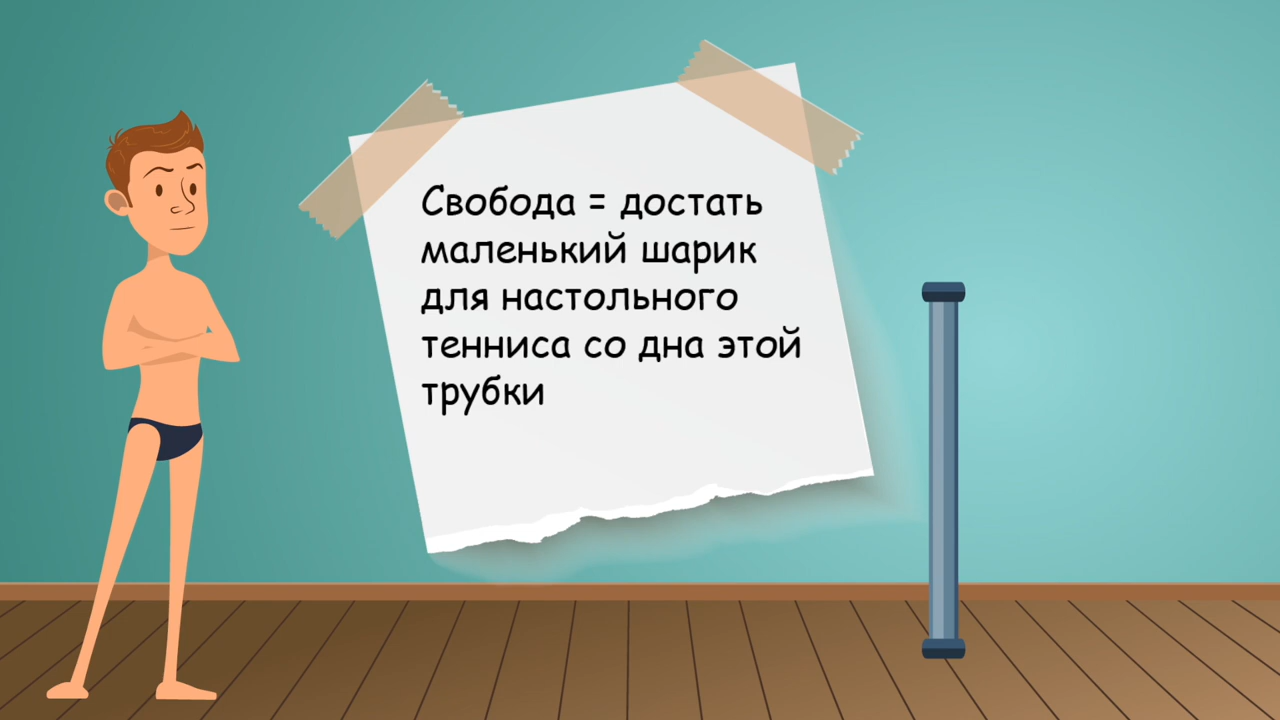 Свобода = достать
маленький шарик
для настольного
тенниса со дна этой
трубки